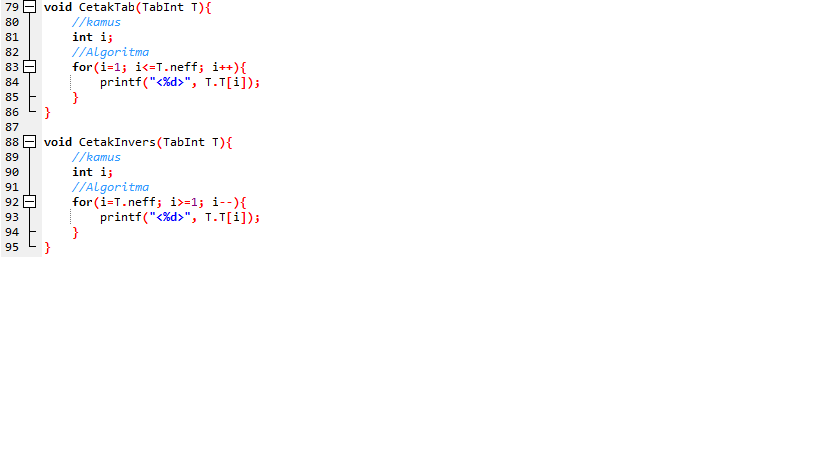 79 void CetakTab(TabInt T){
80     //kamus
81     int i;
82     //Algoritma
83     for(i=1; i<=T.neff; i++){
84         printf("<%d>", T.T[i]);
85     }
86 }
87
88 void CetakInvers(TabInt T){
89     //kamus
90     int i;
91     //Algoritma
92     for(i=T.neff; i>=1; i--){
93         printf("<%d>", T.T[i]);
94     }
95 }